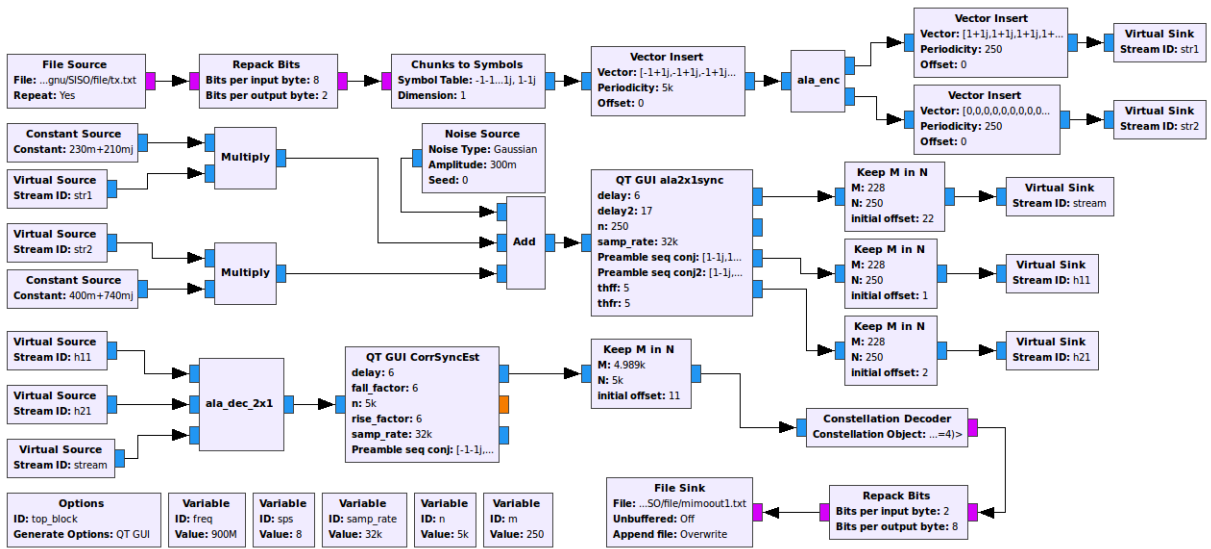 File Source
File: ...gnu/SISO/file/tx.txt
Repeat: Yes
Repack Bits
Bits per input byte: 8
Bits per output byte: 2
Chunks to Symbols
Symbol Table: -1-1...1j, 1-1j
Dimension: 1
Vector Insert
Vector: [-1+1j,-1+1j,-1+1j...
Periodicity: 5k
Offset: 0
ala_enc
Vector Insert
Vector: [1+1j,1+1j,1+1j,1+...
Periodicity: 250
Offset: 0
Virtual Sink
Stream ID: str1
Vector Insert
Vector: [0,0,0,0,0,0,0,0,0...
Periodicity: 250
Offset: 0
Virtual Sink
Stream ID: str2
Constant Source
Constant: 230m+210mj
Virtual Source
Stream ID: str1
Multiply
Noise Source
Noise Type: Gaussian
Amplitude: 300m
Seed: 0
Virtual Source
Stream ID: str2
Constant Source
Constant: 400m+740mj
Multiply
Add
QT GUI ala2x1sync
delay: 6
delay2: 17
n: 250
samp_rate: 32k
Preamble seq conj: [1-1j,1...
Preamble seq conj2: [1-1j,...
thff: 5
thfr: 5
Keep M in N
M: 228
N: 250
initial offset: 22
Virtual Sink
Stream ID: stream
Keep M in N
M: 228
N: 250
initial offset: 1
Virtual Sink
Stream ID: h11
Keep M in N
M: 228
N: 250
initial offset: 2
Virtual Sink
Stream ID: h21
Virtual Source
Stream ID: h11
Virtual Source
Stream ID: h21
Virtual Source
Stream ID: stream
ala_dec_2x1
QT GUI CorrSyncEst
delay: 6
fall_factor: 6
n: 5k
rise_factor: 6
samp_rate: 32k
Preamble seq conj: [-1-1j,...
Keep M in N
M: 4.989k
N: 5k
initial offset: 11
Constellation Decoder
Constellation Object: ...=4)>
Repack Bits
Bits per input byte: 2
Bits per output byte: 8
File Sink
File: ...SO/file/mimoout1.txt
Unbuffered: Off
Append file: Overwrite
Options
ID: top_block
Generate Options: QT GUI
Variable
ID: freq
Value: 900M
Variable
ID: sps
Value: 8
Variable
ID: samp_rate
Value: 32k
Variable
ID: n
Value: 5k
Variable
ID: m
Value: 250